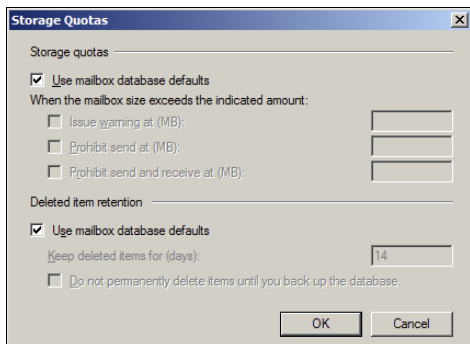 Storage Quotas
Storage quotas
Use mailbox database defaults
When the mailbox size exceeds the indicated amount:
Issue warning at (MB):
Prohibit send at (MB):
Prohibit send and receive at (MB):
Deleted item retention
Use mailbox database defaults
Keep deleted items for (days): 14
Do not permanently delete items until you back up the database.
OK Cancel